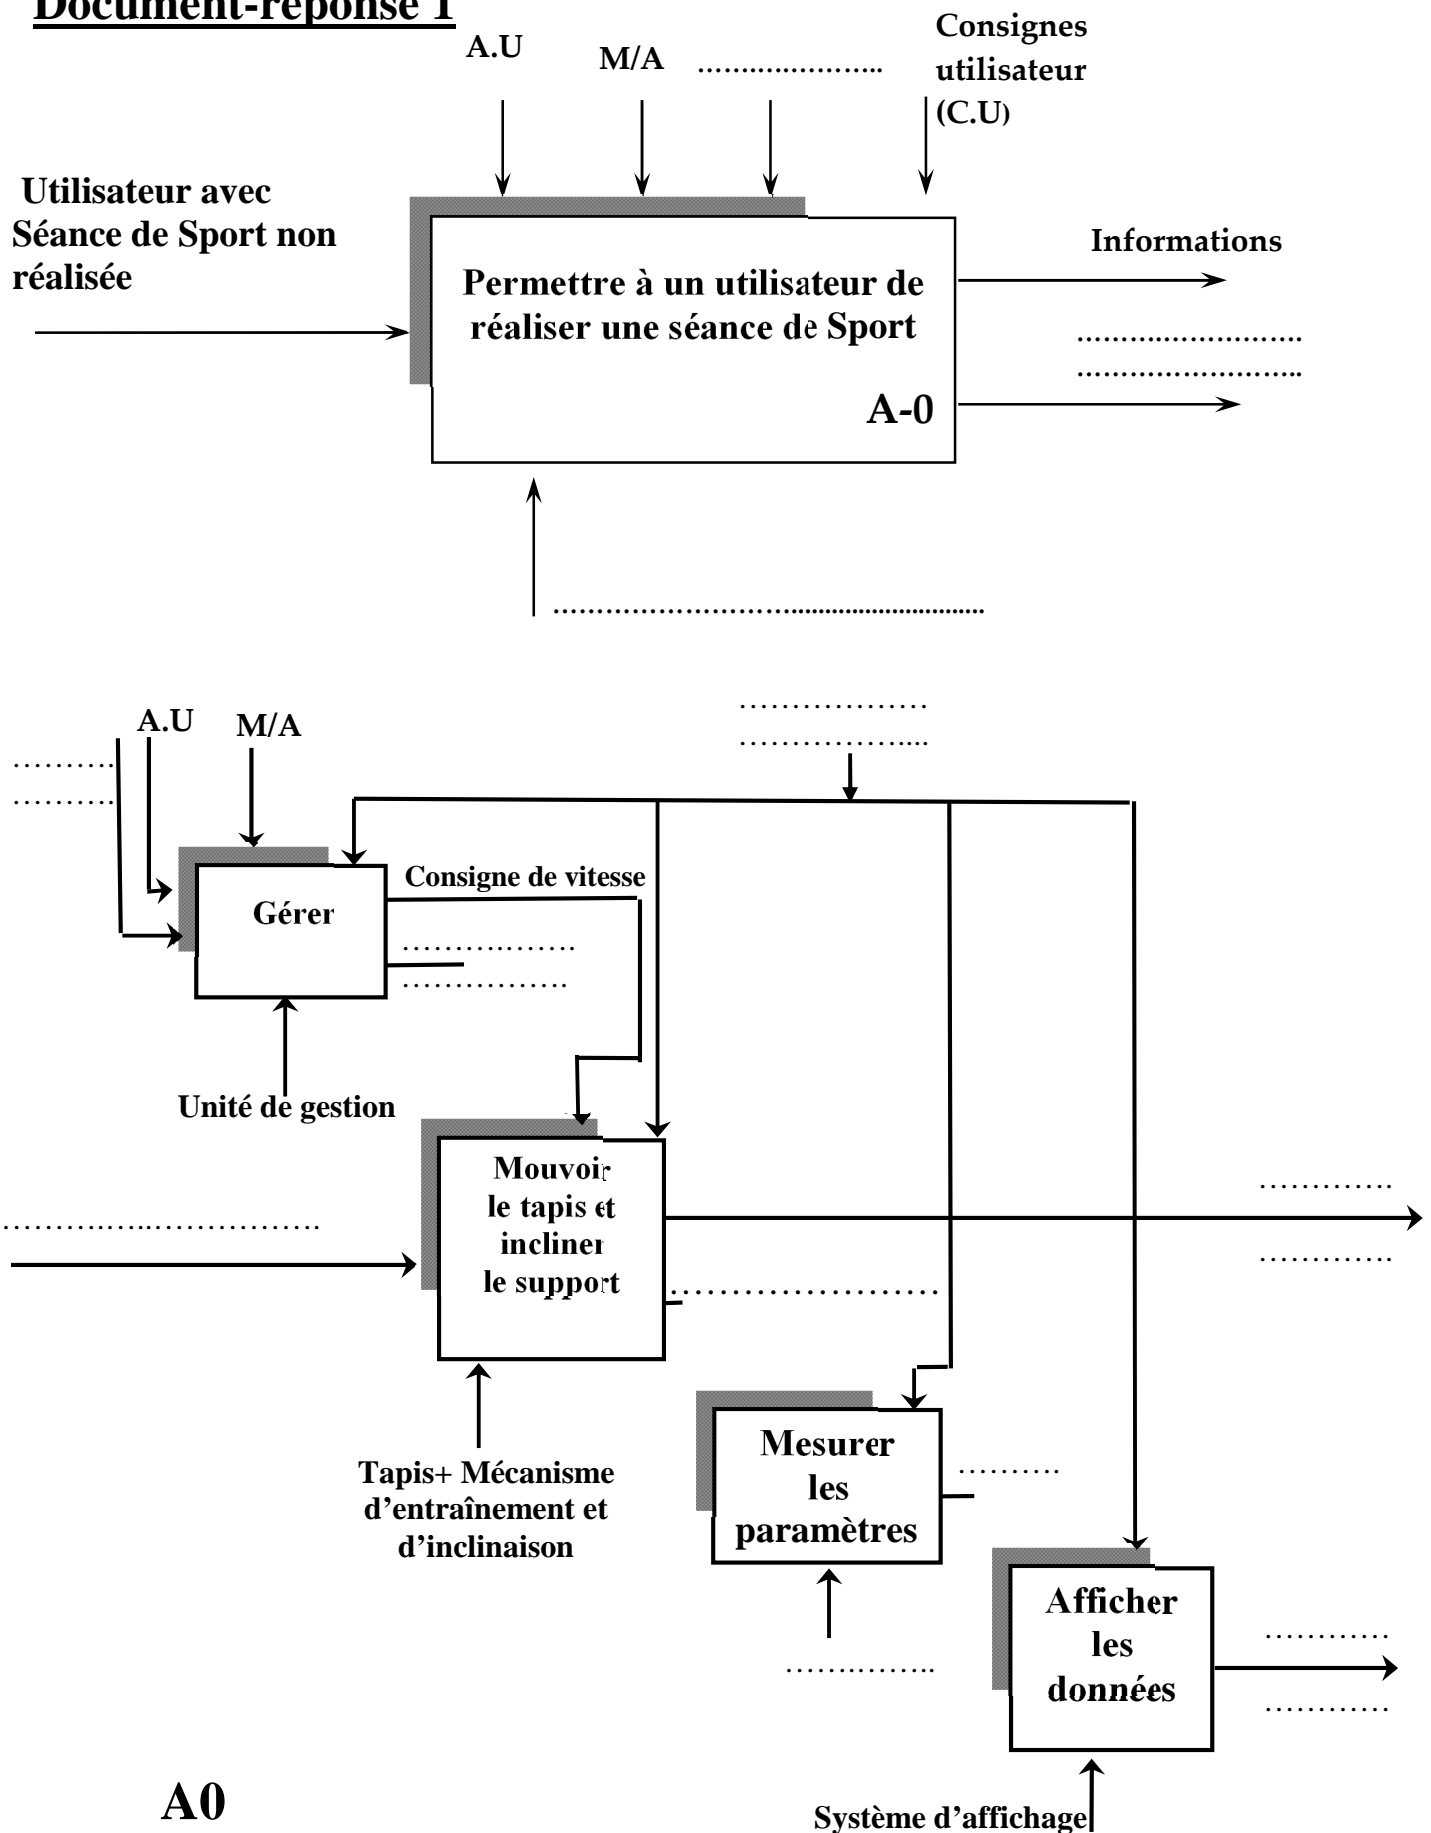 Document-réponse 1
A.U
M/A
Consignes
utilisateur
(C.U)
Utilisateur avec
Séance de Sport non
réalisée
Informations
Permettre à un utilisateur de
réaliser une séance de Sport
A-0
A.U
M/A
Consigne de vitesse
Gérer
Unité de gestion
Mouvoir
le tapis et
incliner
le support
Tapis+ Mécanisme
d’entraînement et
d’inclinaison
Mesurer
les
paramètres
Afficher
les
données
A0
Système d’affichage